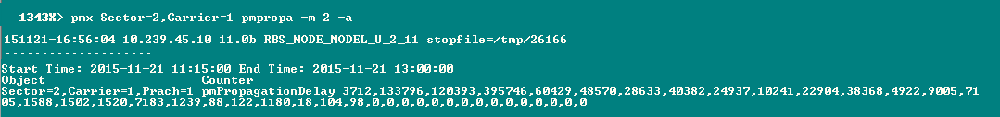 1343X> pmx Sector=2,Carrier=1 pmpropa -m 2 -a
151121-16:56:04 10.239.45.10 11.0b RBS_NODE_MODEL_U_2_11 stopfile=/tmp/26166
--------------------
Start Time: 2015-11-21 11:15:00 End Time: 2015-11-21 13:00:00
Object Counter
Sector=2,Carrier=1,Prach=1 pmPropagationDelay 3712,133796,120393,395746,60429,48570,28633,40382,24937,10241,22904,38368,4922,9005,71
05,1588,1502,1520,7183,1239,88,122,1180,18,104,98,0,0,0,0,0,0,0,0,0,0,0,0,0,0,0